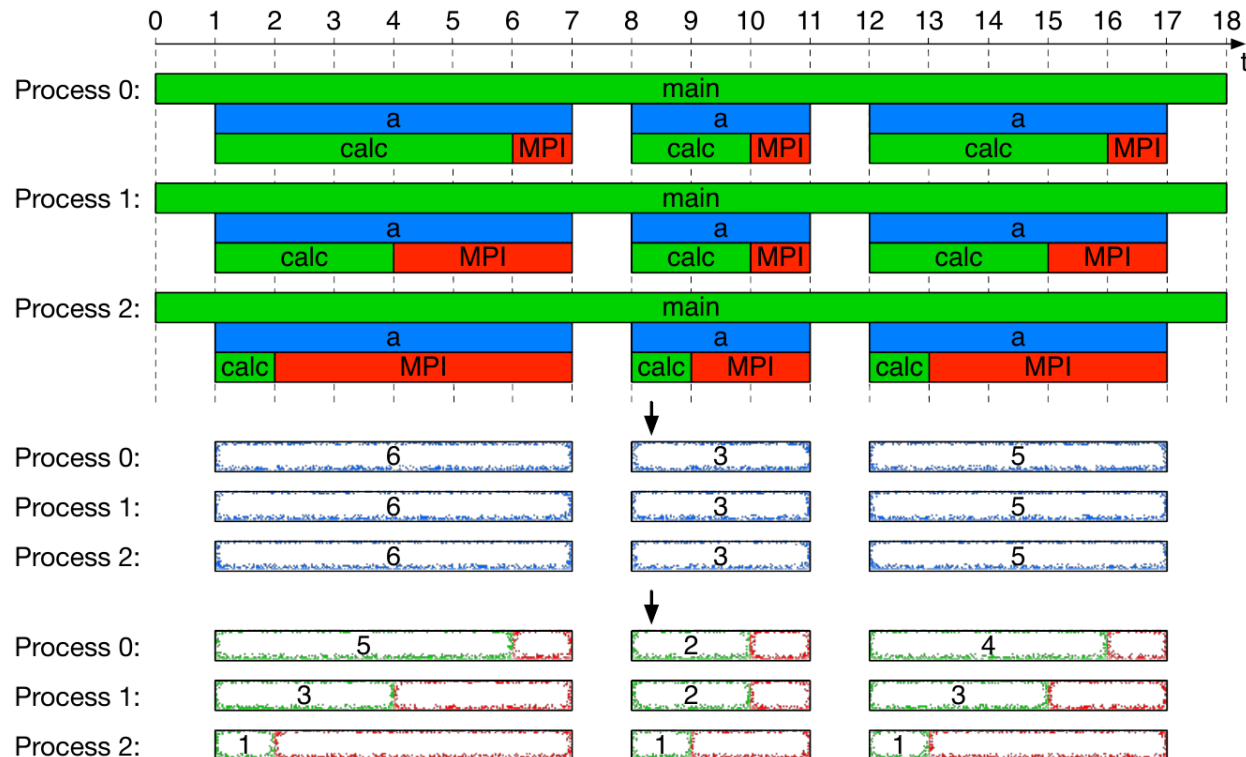 0 1 2 3 4 5 6 7 8 9 10 11 12 13 14 15 16 17 18
t
Process 0: main
a a a
calc MPI calc MPI calc MPI
Process 1: main
a a a
calc MPI calc MPI calc MPI
Process 2: main
a a a
calc MPI calc MPI calc MPI
Process 0: 6 3 5
Process 1: 6 3 5
Process 2: 6 3 5
Process 0: 5 2 4
Process 1: 3 2 3
Process 2: 1 1 1